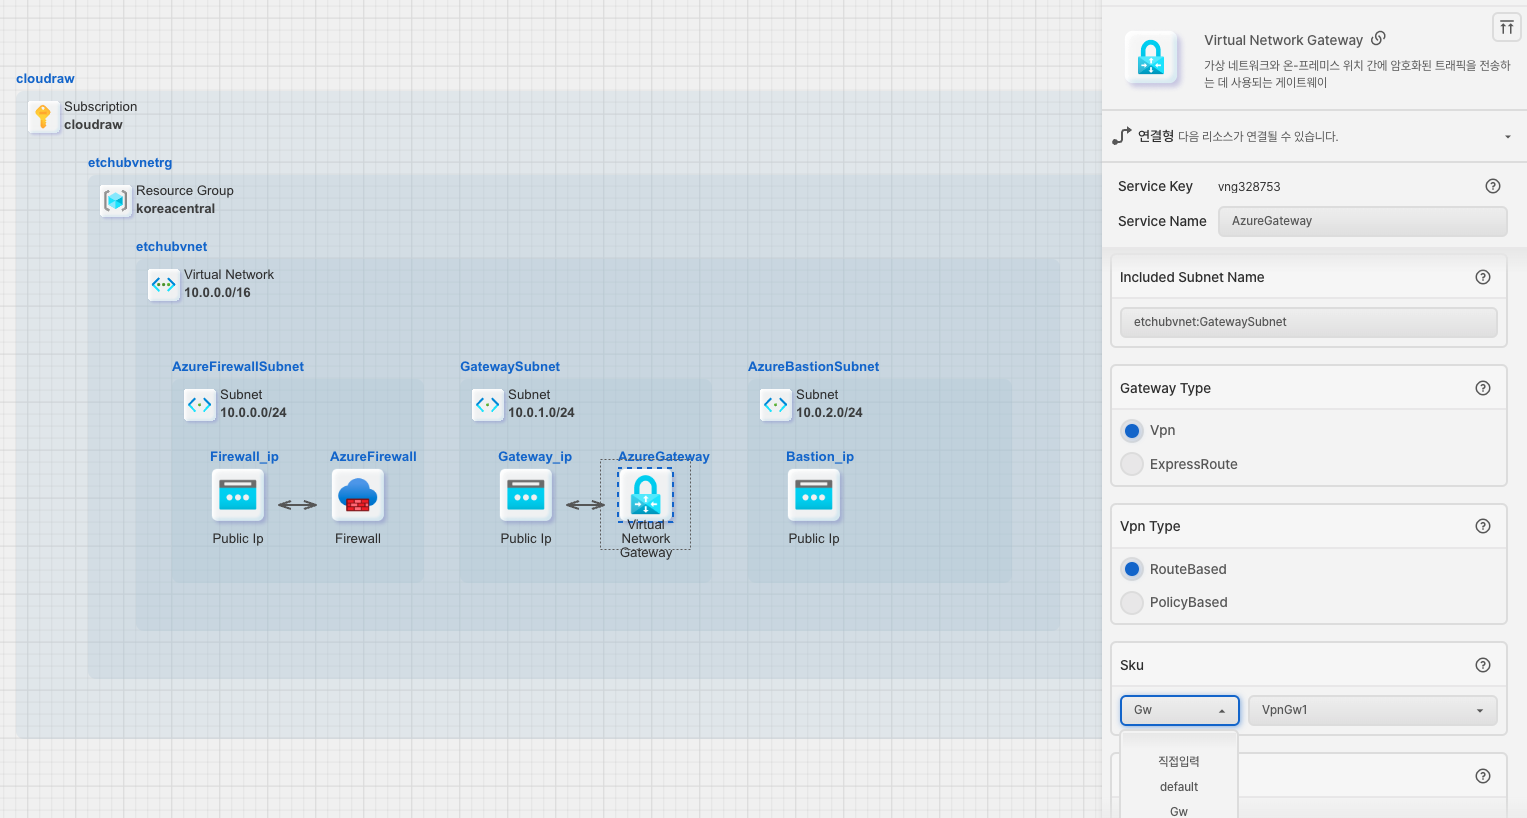 cloudraw
Subscription
cloudraw
etchubvnetrg
Resource Group
koreacentral
etchubvnet
Virtual Network
10.0.0.0/16
AzureFirewallSubnet
Subnet
10.0.0.0/24
Firewall_ip
Public Ip
AzureFirewall
Firewall
GatewaySubnet
Subnet
10.0.1.0/24
Gateway_ip
Public Ip
AzureGateway
Virtual
Network
Gateway
AzureBastionSubnet
Subnet
10.0.2.0/24
Bastion_ip
Public Ip
Virtual Network Gateway
가상 네트워크와 온-프레미스 위치 간에 암호화된 트래픽을 전송하
는 데 사용되는 게이트웨이
연결형 다음 리소스가 연결될 수 있습니다.
Service Key vng328753
Service Name AzureGateway
Included Subnet Name
etchubvnet:GatewaySubnet
Gateway Type
Vpn
ExpressRoute
Vpn Type
RouteBased
PolicyBased
Sku
Gw VpnGw1
직접입력
default
Gw